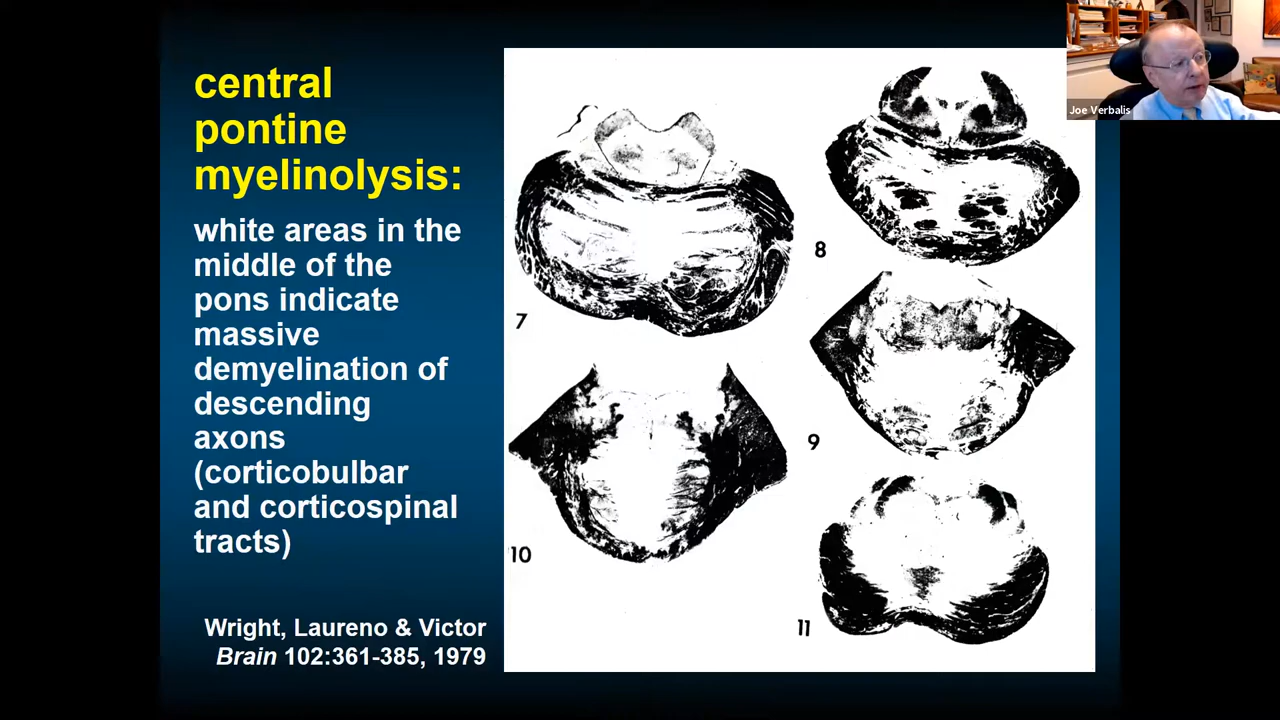 central
pontine
myelinolysis:
white areas in the
middle of the
pons indicate
massive
demyelination of
descending
axons
(corticobulbar
and corticospinal
tracts)
Wright, Laureno & Victor
Brain 102:361-385, 1979
7
8
9
10
11
Joe Verbalis